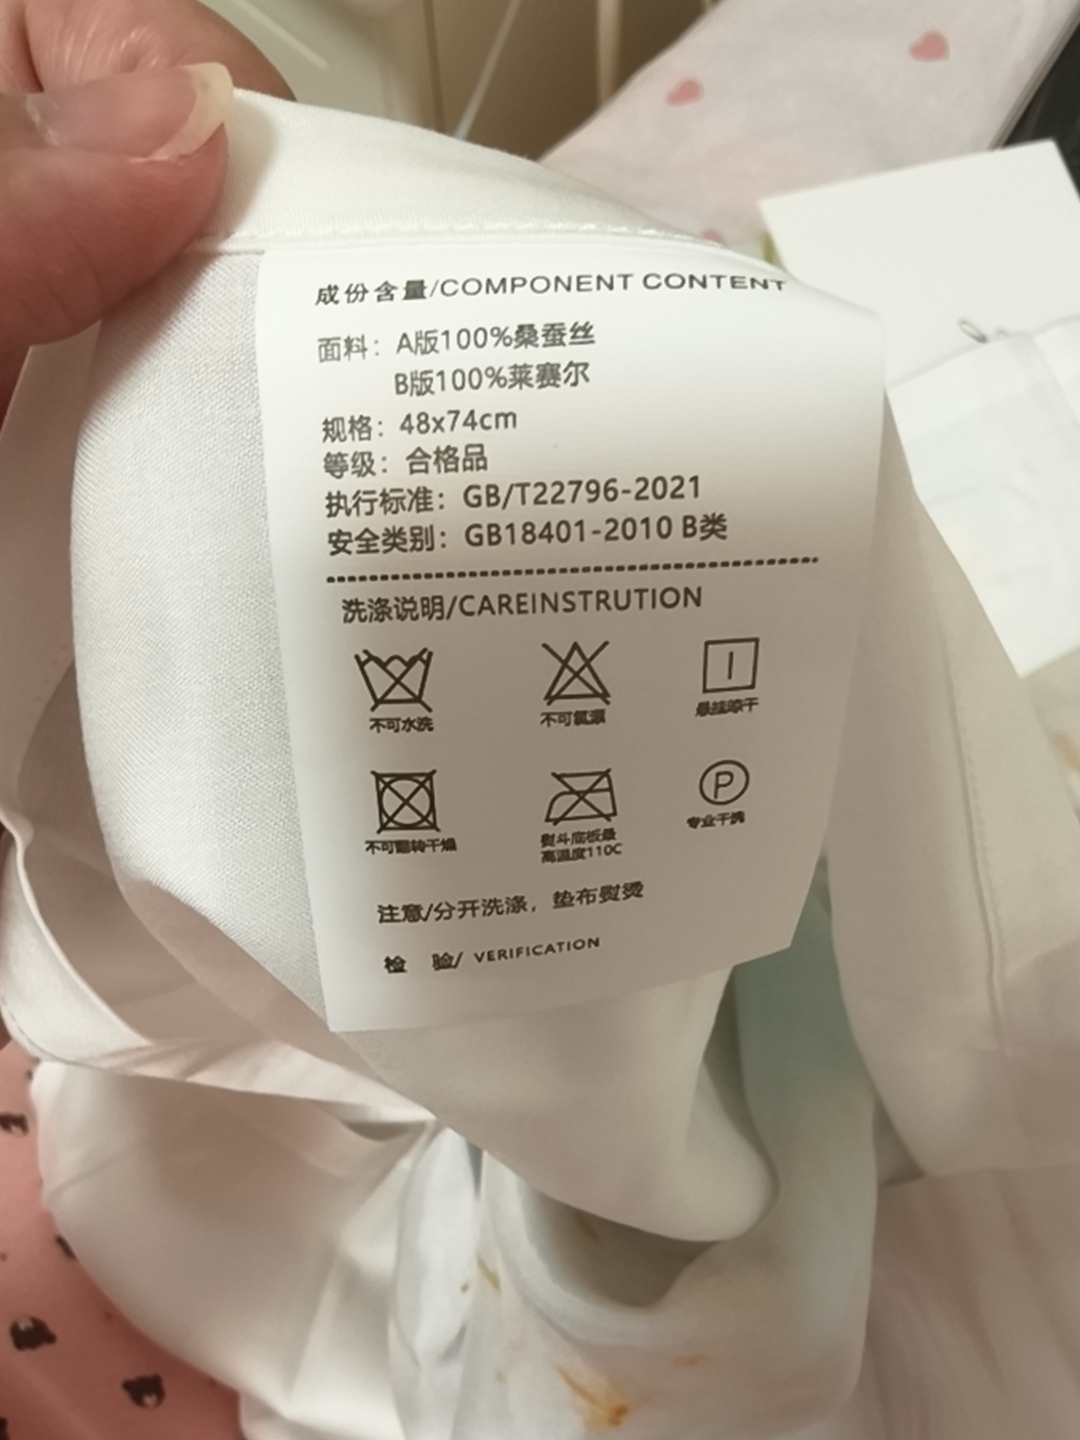 成份含量/COMPONENT CONTENT
面料：A版100%桑蚕丝
B版100%莱赛尔
规格：48x74cm
等级：合格品
执行标准：GB/T22796-2021
安全类别：GB18401-2010 B类
洗涤说明/CAREINSTRUTION
不可水洗 不可氯漂 悬挂晾干
不可翻转干燥 熨斗底板最 专业干洗
高温度110C
P
注意/分开洗涤，垫布熨烫
检 验/ VERIFICATION